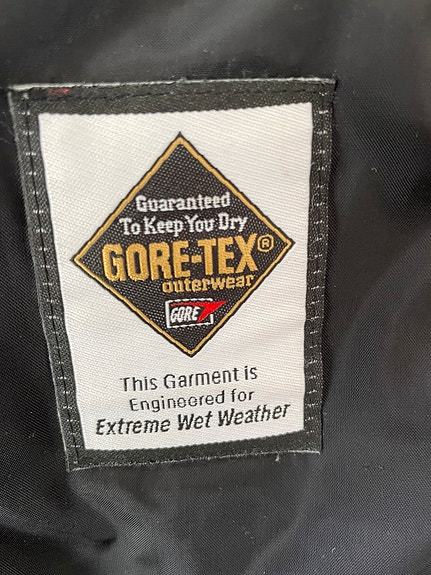 Guaranteed
To Keep You Dry
GORE-TEX®
outerwear
GORE
This Garment is
Engineered for
Extreme Wet Weather